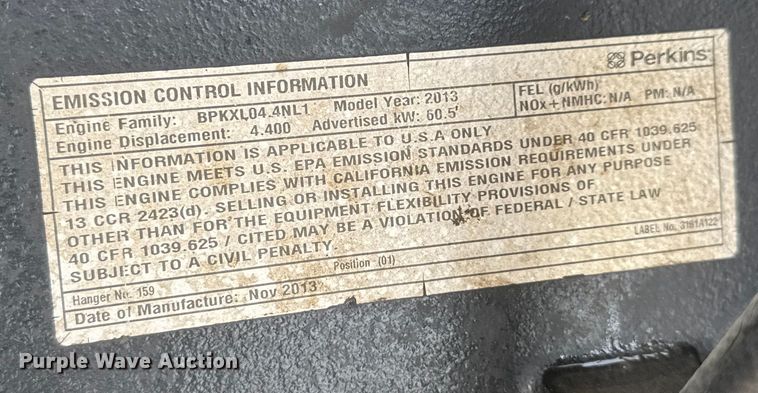 Perkins
EMISSION CONTROL INFORMATION
Engine Family: BPKXL04.4NL1 Model Year: 2013
Engine Displacement: 4.400 Advertised kW: 60.5
FEL (g/kWh)
NOx+NMHC: N/A PM: N/A
THIS INFORMATION IS APPLICABLE TO U.S.A ONLY
THIS ENGINE MEETS U.S. EPA EMISSION STANDARDS UNDER 40 CFR 1039.625
THIS ENGINE COMPLIES WITH CALIFORNIA EMISSION REQUIREMENTS UNDER
13 CCR 2423(d). SELLING OR INSTALLING THIS ENGINE FOR ANY PURPOSE
OTHER THAN FOR THE EQUIPMENT FLEXIBILITY PROVISIONS OF
40 CFR 1039.625 / CITED MAY BE A VIOLATION OF FEDERAL / STATE LAW
SUBJECT TO A CIVIL PENALTY.
LABEL No. 3181A122
Hanger Nr. 159 Position (01)
Date of Manufacture: Nov 2013
Purple Wave Auction